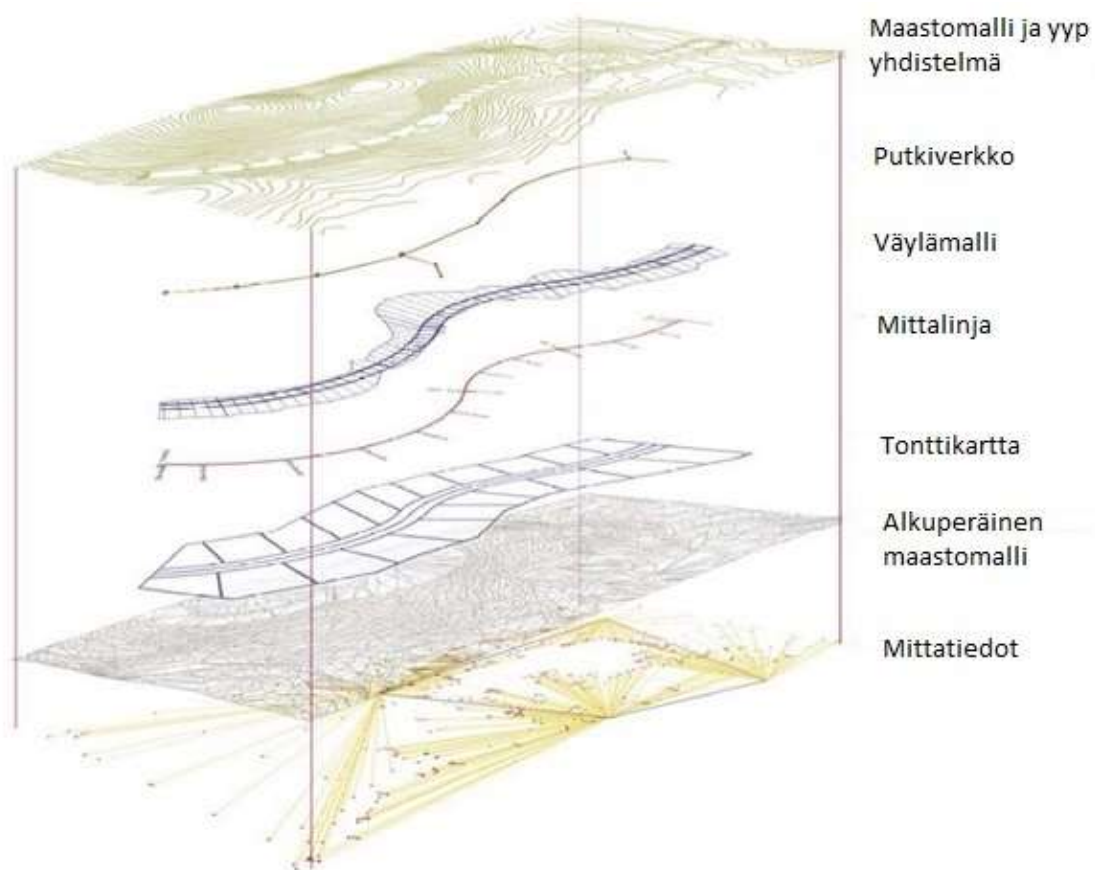 Maastomalli ja yyp
yhdistelmä
Putkiverkko
Väylämalli
Mittalinja
Tonttikartta
Alkuperäinen
maastomalli
Mittatiedot